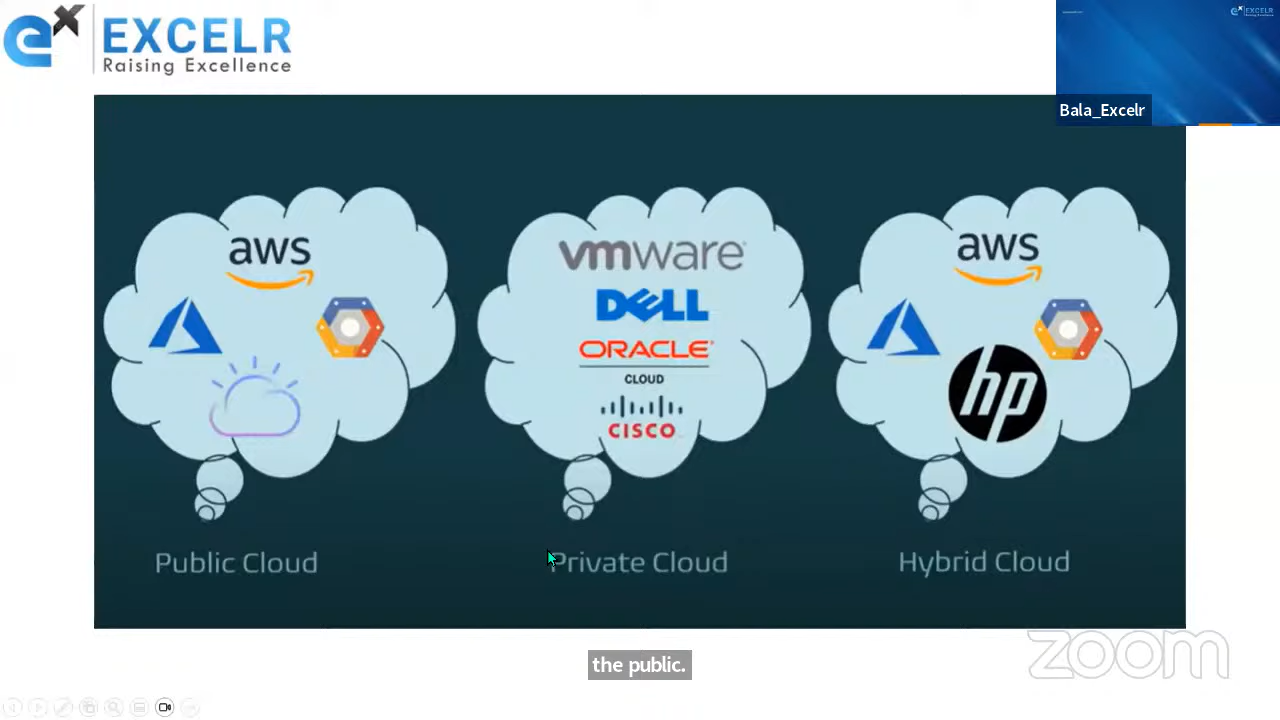 eX EXCELR
Raising Excellence
Bala_Excelr
aws
vmware
DELL
ORACLE
CLOUD
CISCO
aws
hp
Public Cloud
Private Cloud
Hybrid Cloud
the public.
zoom